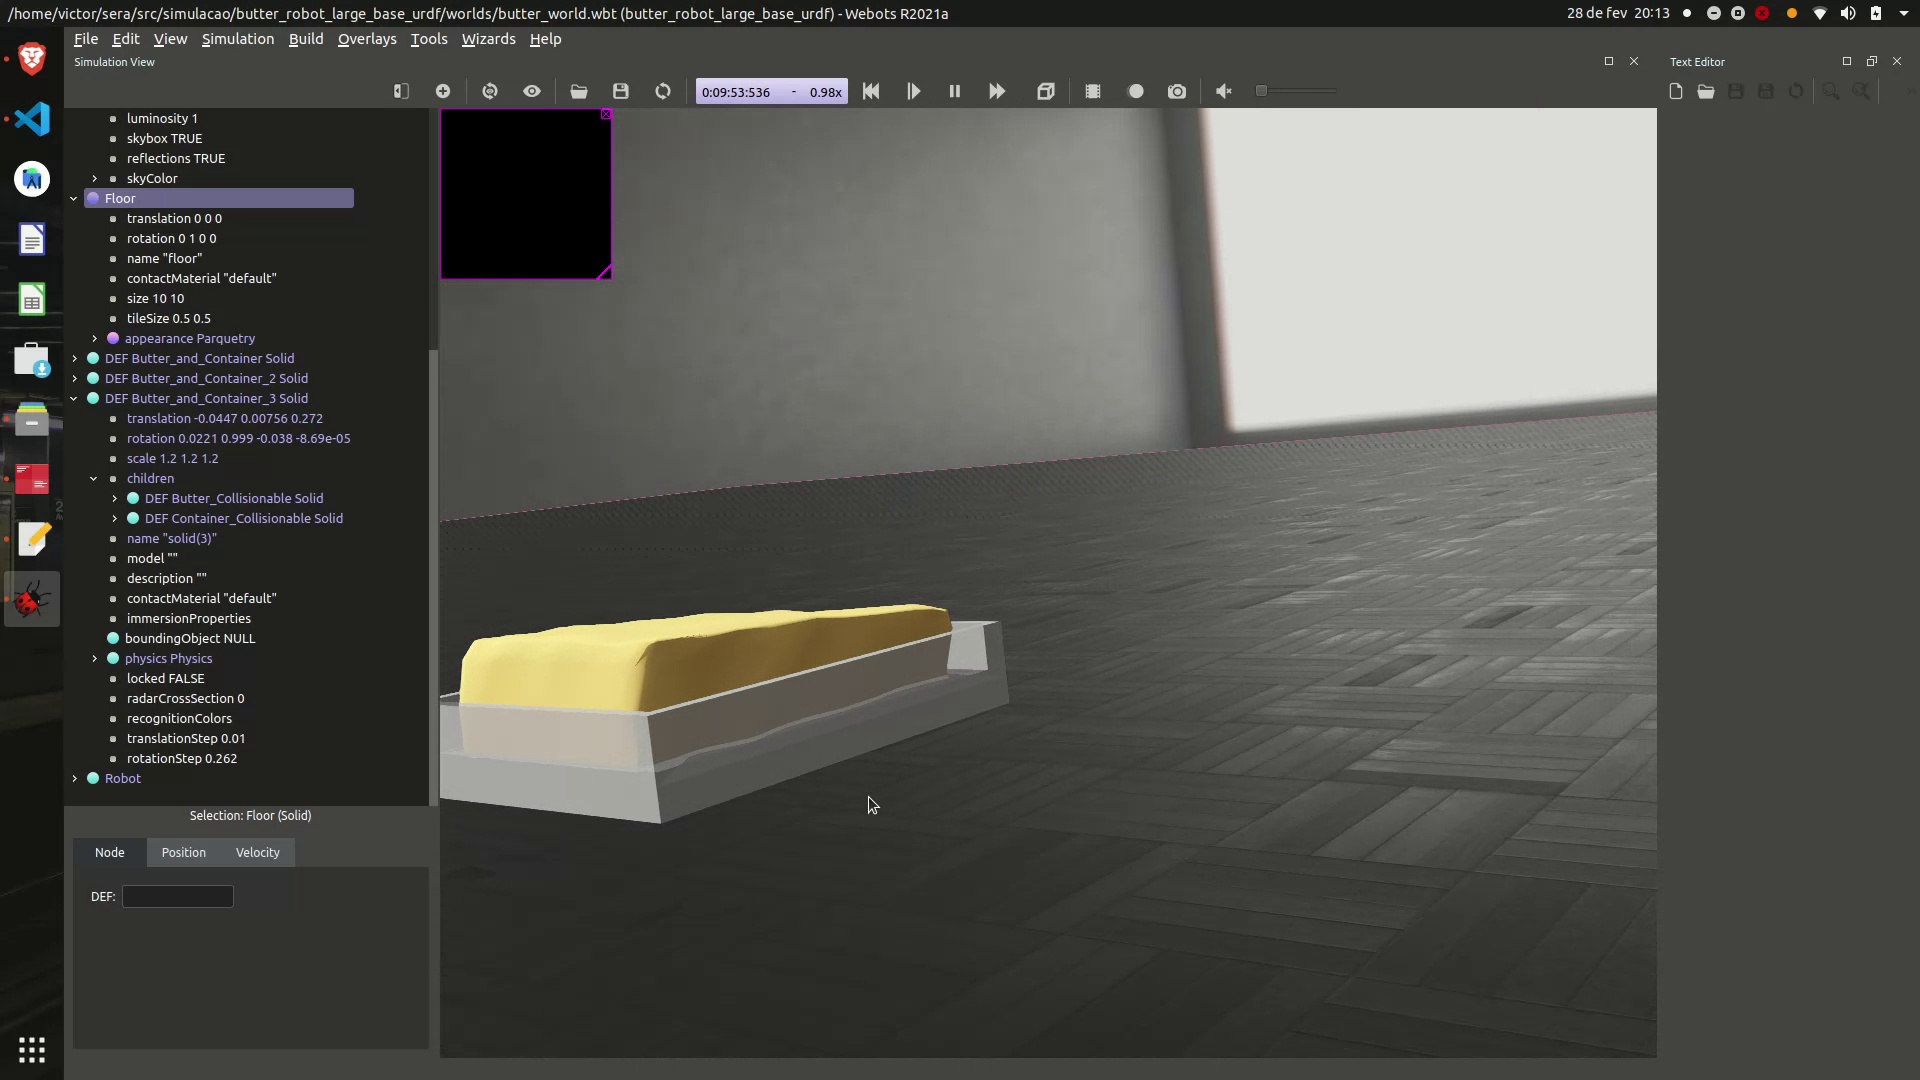 /home/victor/sera/src/simulacao/butter_robot_large_base_urdf/worlds/butter_world.wbt (butter_robot_large_base_urdf) - Webots R2021a
28 de fev 20:13
File Edit View Simulation Build Overlays Tools Wizards Help
Simulation View
Text Editor
0:09:53:536 - 0.98x
luminosity 1
skybox TRUE
reflections TRUE
skyColor
Floor
translation 0 0 0
rotation 0 1 0 0
name "floor"
contactMaterial "default"
size 10 10
tileSize 0.5 0.5
appearance Parquetry
DEF Butter_and_Container Solid
DEF Butter_and_Container_2 Solid
DEF Butter_and_Container_3 Solid
translation -0.0447 0.00756 0.272
rotation 0.0221 0.999 -0.038 -8.69e-05
scale 1.2 1.2 1.2
children
DEF Butter_Collisionable Solid
DEF Container_Collisionable Solid
name "solid(3)"
model ""
description ""
contactMaterial "default"
immersionProperties
boundingObject NULL
physics Physics
locked FALSE
radarCrossSection 0
recognitionColors
translationStep 0.01
rotationStep 0.262
Robot
Selection: Floor (Solid)
Node Position Velocity
DEF: